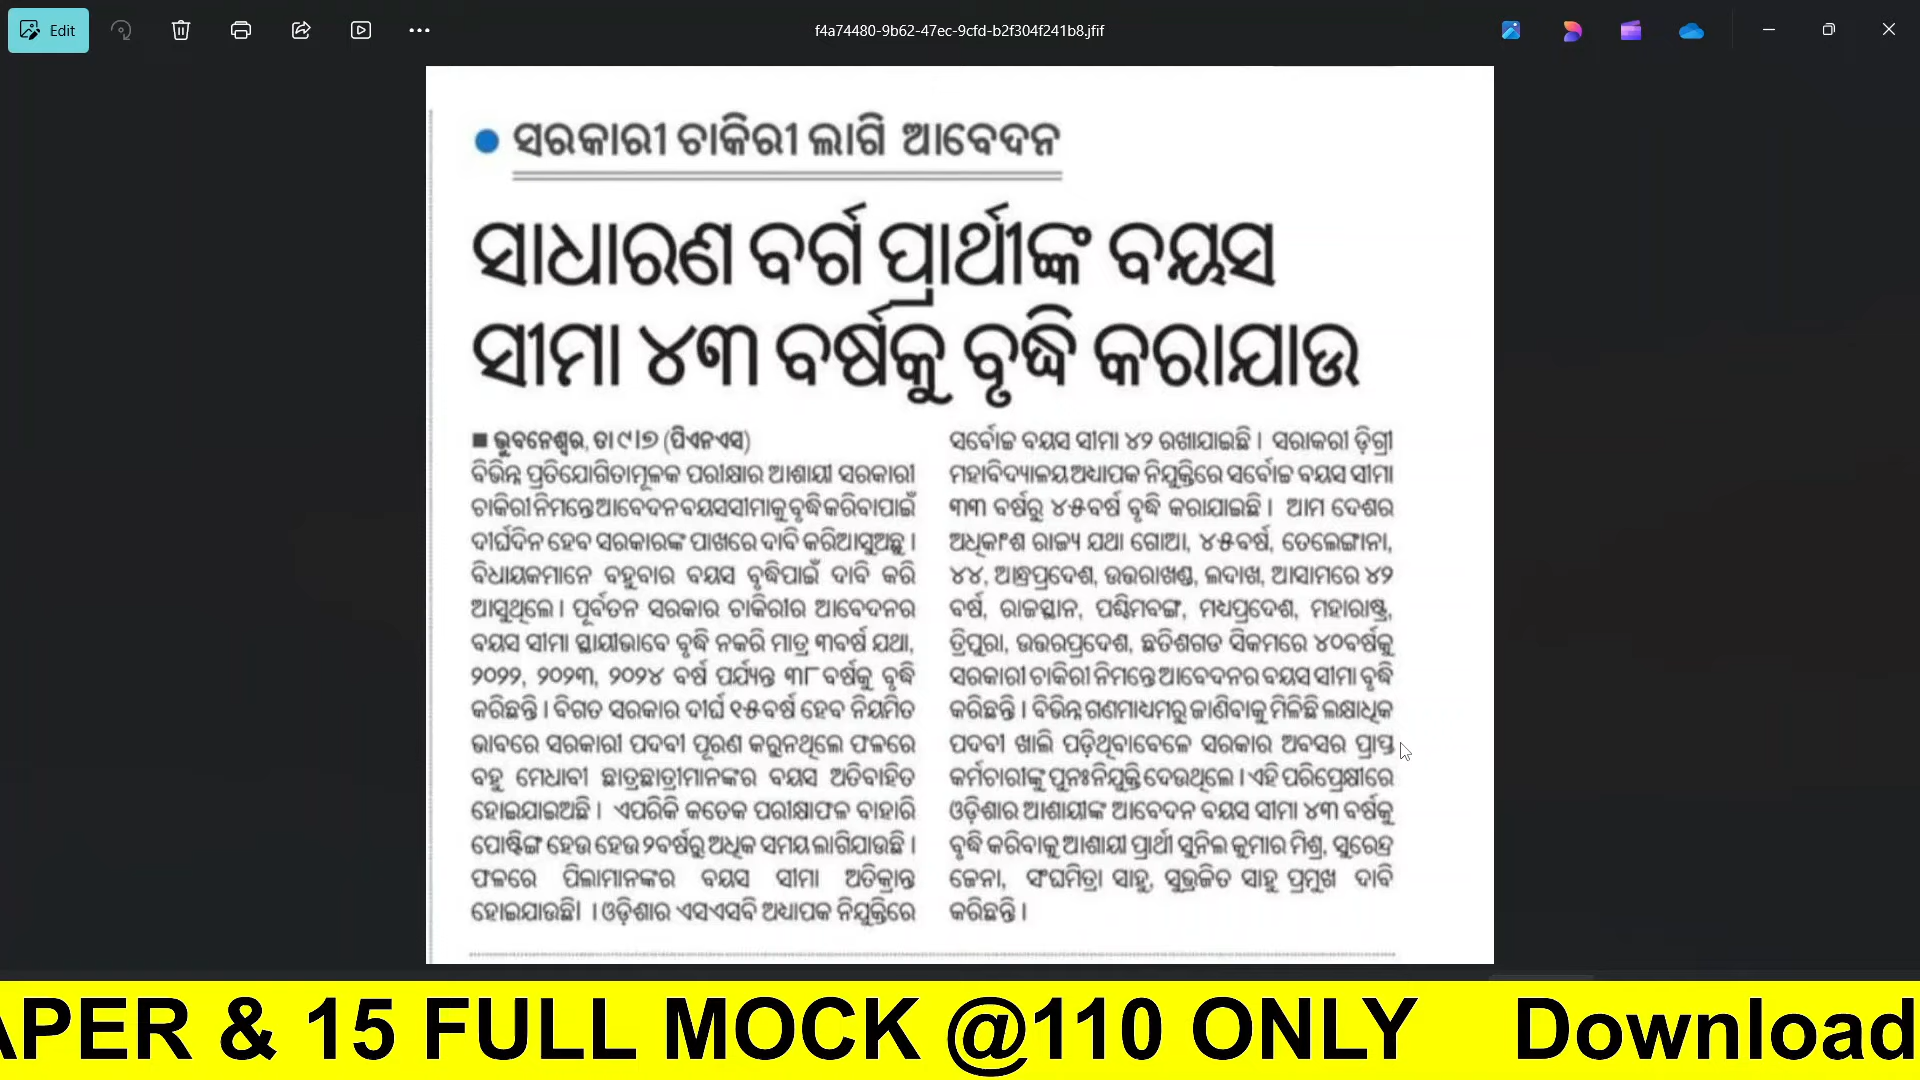 Edit
f4a74480-9b62-47ec-9cfd-b2f304f241b8.jfif
ସରକାରୀ ଚାକିରୀ ଲାଗି ଆବେଦନ
ସାଧାରଣ ବର୍ଗ ପ୍ରାର୍ଥୀଙ୍କ ବୟସ
ସୀମା ୪୩ ବର୍ଷକୁ ବୃଦ୍ଧି କରାଯାଉ
ଭୁବନେଶ୍ୱର, ତା ୯।୭ (ପିଏନଏସ)
ବିଭିନ୍ନ ପ୍ରତିଯୋଗିତାମୂଳକ ପରୀକ୍ଷାର ଆଶାୟୀ ସରକାରୀ
ଚାକିରୀ ନିମନ୍ତେ ଆବେଦନ ବୟସସୀମାକୁ ବୃଦ୍ଧି କରିବାପାଇଁ
ଦୀର୍ଘଦିନ ହେବ ସରକାରଙ୍କ ପାଖରେ ଦାବି କରିଆସୁଅଛୁ ।
ବିଧାୟକମାନେ ବହୁବାର ବୟସ ବୃଦ୍ଧିପାଇଁ ଦାବି କରି
ଆସୁଥିଲେ । ପୂର୍ବତନ ସରକାର ଚାକିରୀର ଆବେଦନର
ବୟସ ସୀମା ସ୍ଥାୟୀଭାବେ ବୃଦ୍ଧି ନକରି ମାତ୍ର ୩ବର୍ଷ ଯଥା,
୨୦୨୨, ୨୦୨୩, ୨୦୨୪ ବର୍ଷ ପର୍ଯ୍ୟନ୍ତ ୩୮ ବର୍ଷକୁ ବୃଦ୍ଧି
କରିଛନ୍ତି । ବିଗତ ସରକାର ଦୀର୍ଘ ୧୫ବର୍ଷ ହେବ ନିୟମିତ
ଭାବରେ ସରକାରୀ ପଦବୀ ପୂରଣ କରୁନଥିଲେ ଫଳରେ
ବହୁ ମେଧାବୀ ଛାତ୍ରଛାତ୍ରୀମାନଙ୍କର ବୟସ ଅତିବାହିତ
ହୋଇଯାଇଅଛି । ଏପରିକି କତେକ ପରୀକ୍ଷାଫଳ ବାହାରି
ପୋଷ୍ଟିଙ୍ଗ ହେଉ ହେଉ ୨ବର୍ଷରୁ ଅଧିକ ସମୟ ଲାଗିଯାଉଛି ।
ଫଳରେ ପିଲାମାନଙ୍କର ବୟସ ସୀମା ଅତିକ୍ରାନ୍ତ
ହୋଇଯାଉଛି। । ଓଡ଼ିଶାର ଏସଏସବି ଅଧ୍ୟାପକ ନିଯୁକ୍ତିରେ
ସର୍ବୋଚ୍ଚ ବୟସ ସୀମା ୪୨ ରଖାଯାଇଛି । ସରାକରୀ ଡ଼ିଗ୍ରୀ
ମହାବିଦ୍ୟାଳୟ ଅଧ୍ୟାପକ ନିଯୁକ୍ତିରେ ସର୍ବୋଚ୍ଚ ବୟସ ସୀମା
୩୩ ବର୍ଷରୁ ୪୫ବର୍ଷ ବୃଦ୍ଧି କରାଯାଇଛି । ଆମ ଦେଶର
ଅଧିକାଂଶ ରାଜ୍ୟ ଯଥା ଗୋଆ, ୪୫ବର୍ଷ, ତେଲେଙ୍ଗାନା,
୪୪, ଆନ୍ଧ୍ରପ୍ରଦେଶ, ଉତ୍ତରାଖଣ୍ଡ, ଲଦାଖ, ଆସାମରେ ୪୨
ବର୍ଷ, ରାଜସ୍ଥାନ, ପଶ୍ଚିମବଙ୍ଗ, ମଧ୍ୟପ୍ରଦେଶ, ମହାରାଷ୍ଟ୍ର,
ତ୍ରିପୁରା, ଉତ୍ତରପ୍ରଦେଶ, ଛତିଶଗଡ ସିକମରେ ୪୦ବର୍ଷକୁ
ସରକାରୀ ଚାକିରୀ ନିମନ୍ତେ ଆବେଦନର ବୟସ ସୀମା ବୃଦ୍ଧି
କରିଛନ୍ତି । ବିଭିନ୍ନ ଗଣମାଧ୍ୟମରୁ ଜାଣିବାକୁ ମିଳିଛି ଲକ୍ଷାଧିକ
ପଦବୀ ଖାଲି ପଡ଼ିଥିବାବେଳେ ସରକାର ଅବସର ପ୍ରାପ୍ତ
କର୍ମଚାରୀଙ୍କୁ ପୁନଃନିଯୁକ୍ତି ଦେଉଥିଲେ । ଏହି ପରିପ୍ରେକ୍ଷୀରେ
ଓଡ଼ିଶାର ଆଶାୟୀଙ୍କ ଆବେଦନ ବୟସ ସୀମା ୪୩ ବର୍ଷକୁ
ବୃଦ୍ଧି କରିବାକୁ ଆଶାୟୀ ପ୍ରାର୍ଥୀ ସୁନିଲ କୁମାର ମିଶ୍ର, ସୁରେନ୍ଦ୍ର
ଜେନା, ସଂଘମିତ୍ରା ସାହୁ, ସୁଭ୍ରଜିତ ସାହୁ ପ୍ରମୁଖ ଦାବି
କରିଛନ୍ତି ।
APER & 15 FULL MOCK @110 ONLY Download